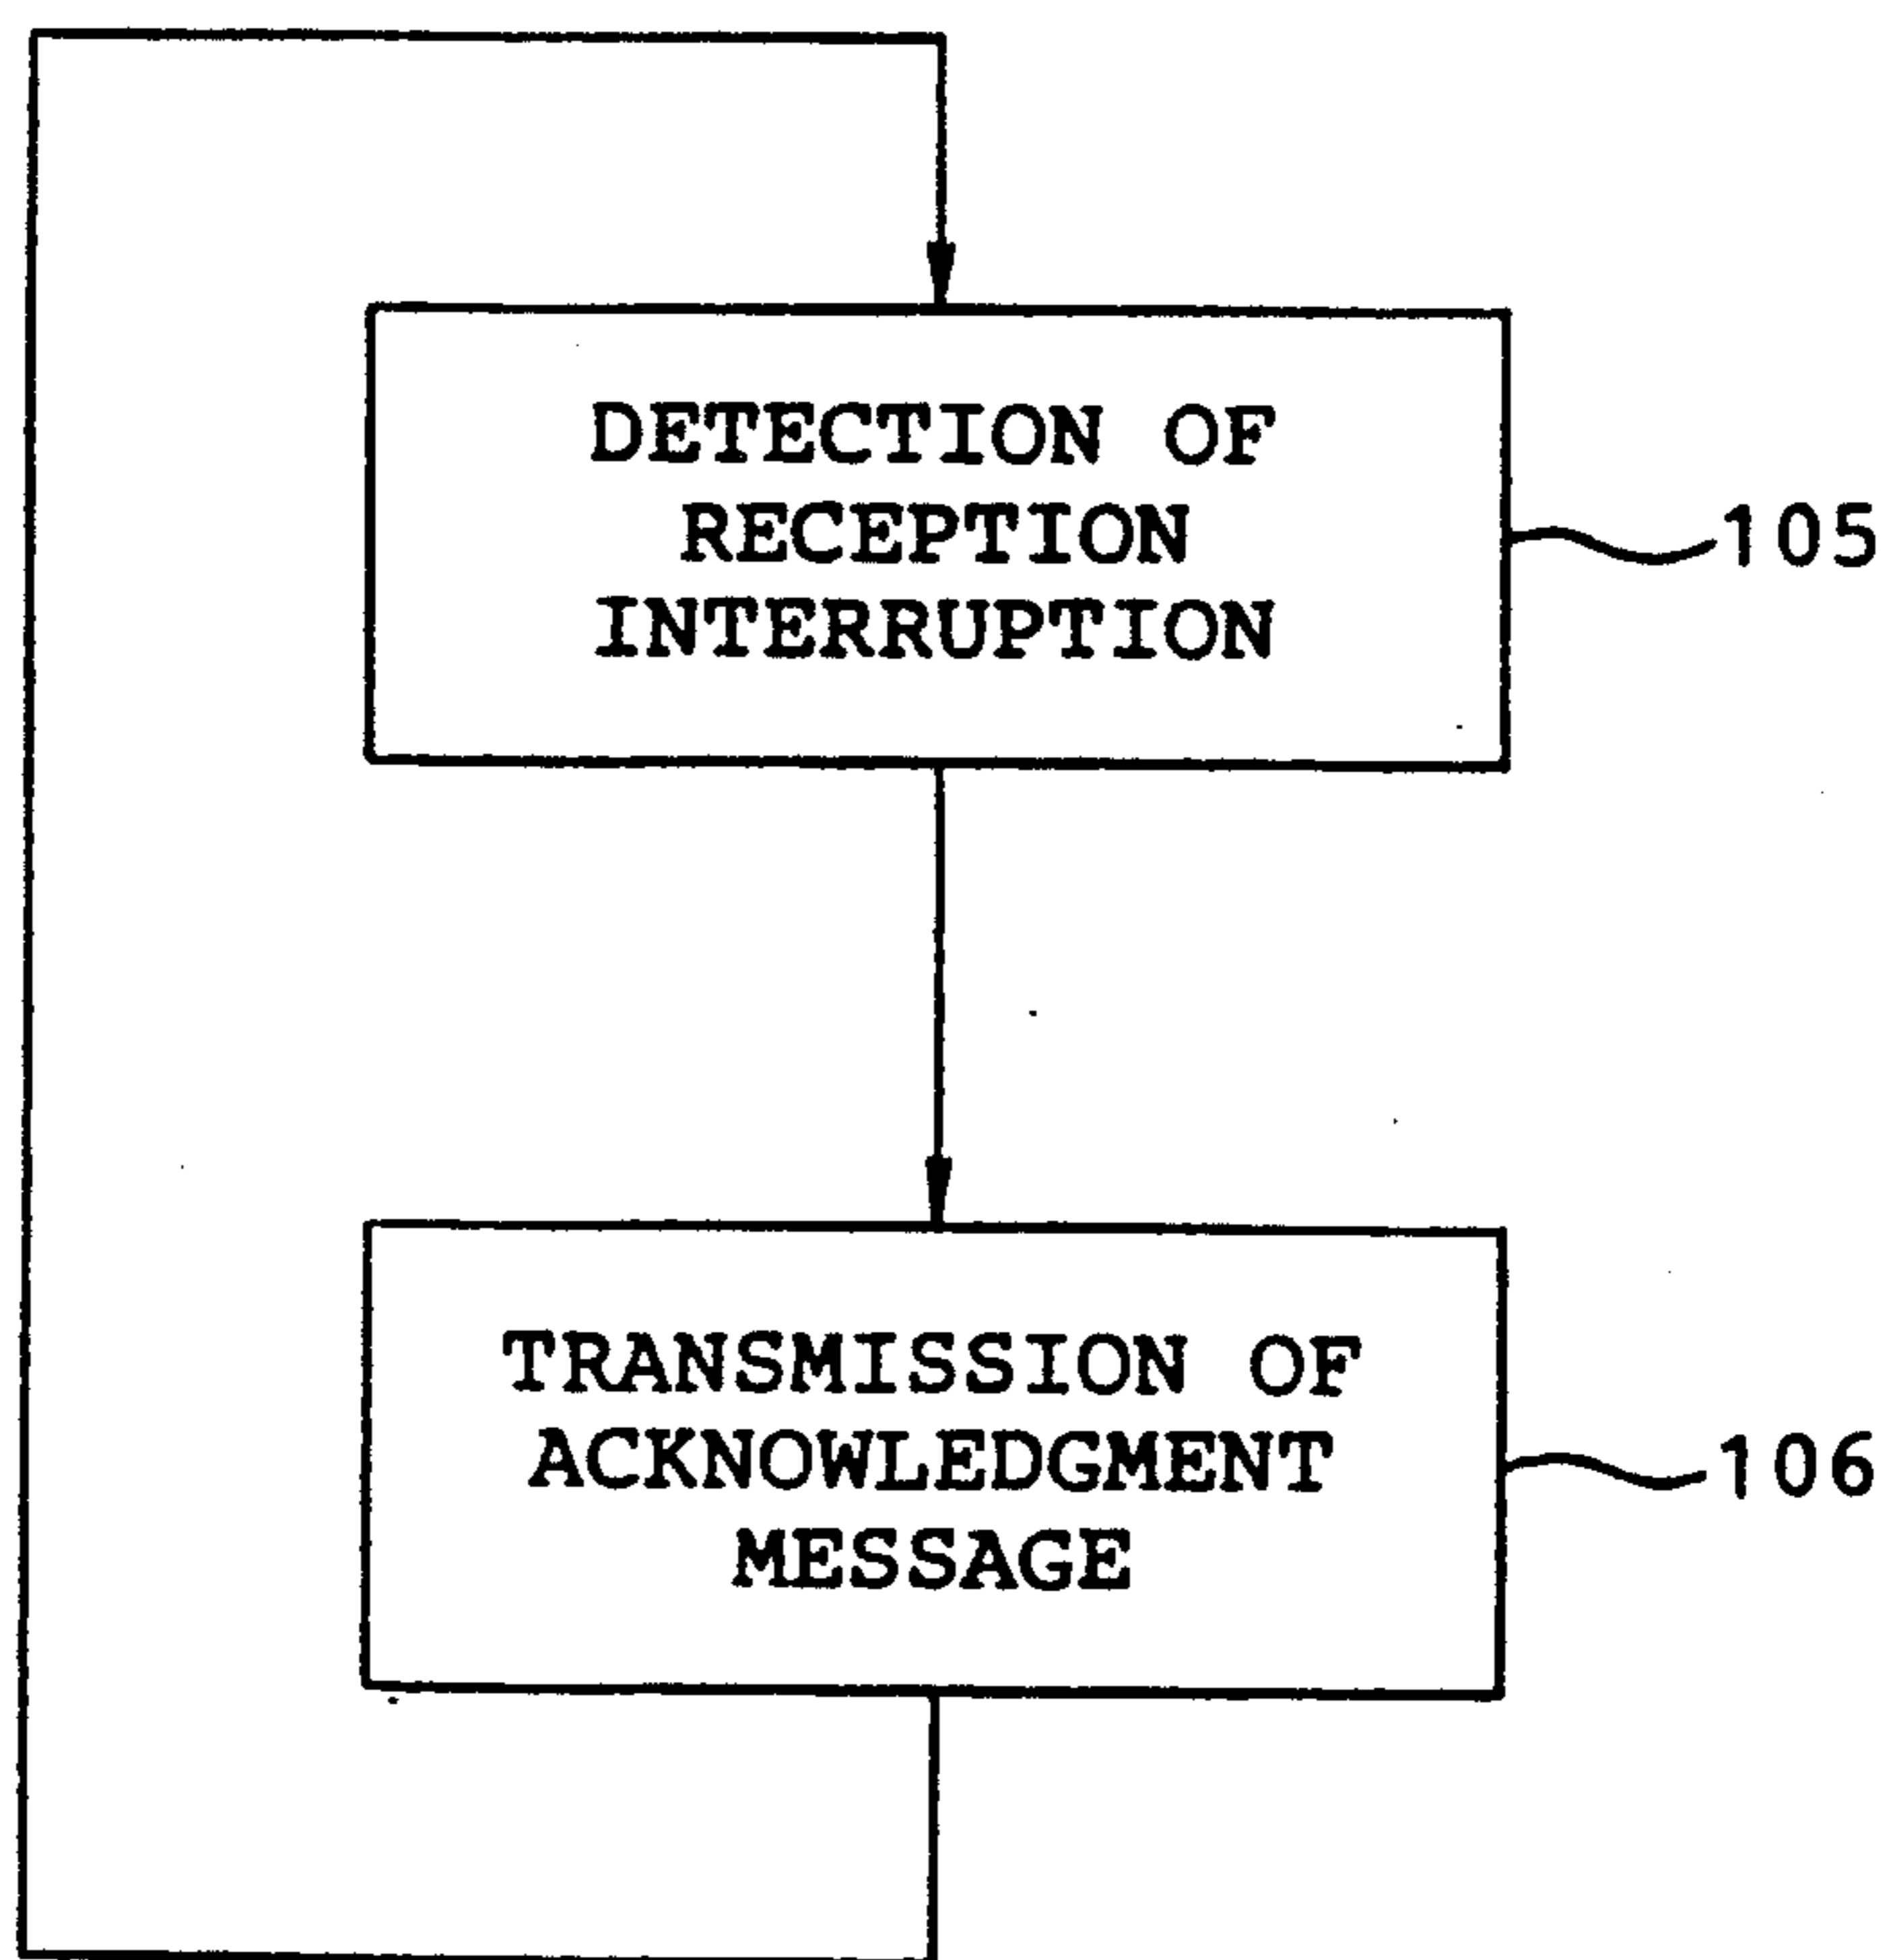 DETECTION OF
RECEPTION
INTERRUPTION
105
TRANSMISSION OF
ACKNOWLEDGMENT
MESSAGE
106